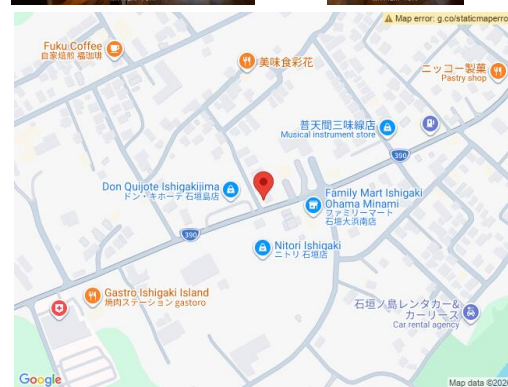 Map error: g.co/staticmaperro
Fuku Coffee
自家焙煎 福珈琲
美味食彩花
ニッコー製菓
Pastry shop
普天間三味線店
Musical instrument store
390
Don Quijote Ishigakijima
ドン・キホーテ 石垣島店
Family Mart Ishigaki
Ohama Minami
ファミリーマート
石垣大浜南店
390
Nitori Ishigaki
ニトリ 石垣店
Gastro Ishigaki Island
焼肉ステーション gastoro
石垣ノ島レンタカー&
カーリース
Car rental agency
Google
Map data ©2026